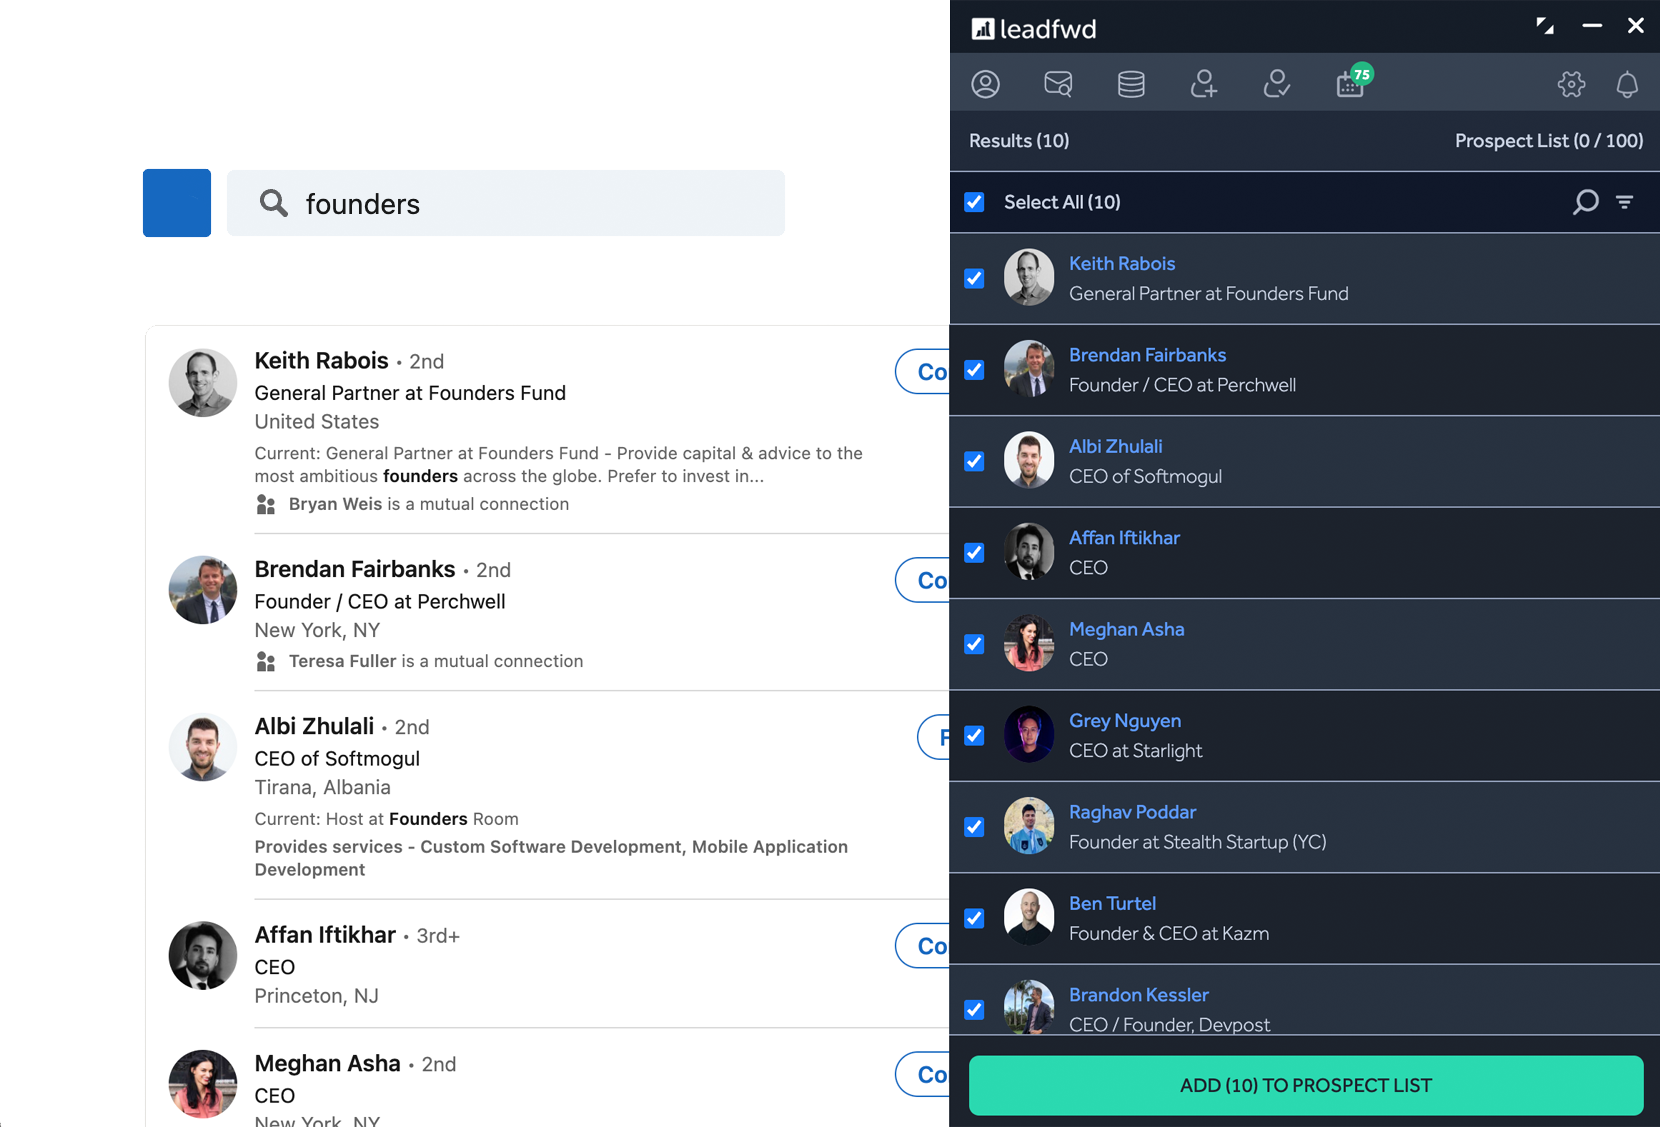 founders
Keith Rabois • 2nd
General Partner at Founders Fund
United States
Current: General Partner at Founders Fund - Provide capital & advice to the
most ambitious founders across the globe. Prefer to invest in...
Bryan Weis is a mutual connection
Co
Brendan Fairbanks • 2nd
Founder / CEO at Perchwell
New York, NY
Teresa Fuller is a mutual connection
Co
Albi Zhulali • 2nd
CEO of Softmogul
Tirana, Albania
Current: Host at Founders Room
Provides services - Custom Software Development, Mobile Application
Development
F
Affan Iftikhar • 3rd+
CEO
Princeton, NJ
Co
Meghan Asha • 2nd
CEO
New York, NY
Co
leadfwd
75
Results (10)
Prospect List (0 / 100)
Select All (10)
Keith Rabois
General Partner at Founders Fund
Brendan Fairbanks
Founder / CEO at Perchwell
Albi Zhulali
CEO of Softmogul
Affan Iftikhar
CEO
Meghan Asha
CEO
Grey Nguyen
CEO at Starlight
Raghav Poddar
Founder at Stealth Startup (YC)
Ben Turtel
Founder & CEO at Kazm
Brandon Kessler
CEO / Founder, Devpost
ADD (10) TO PROSPECT LIST